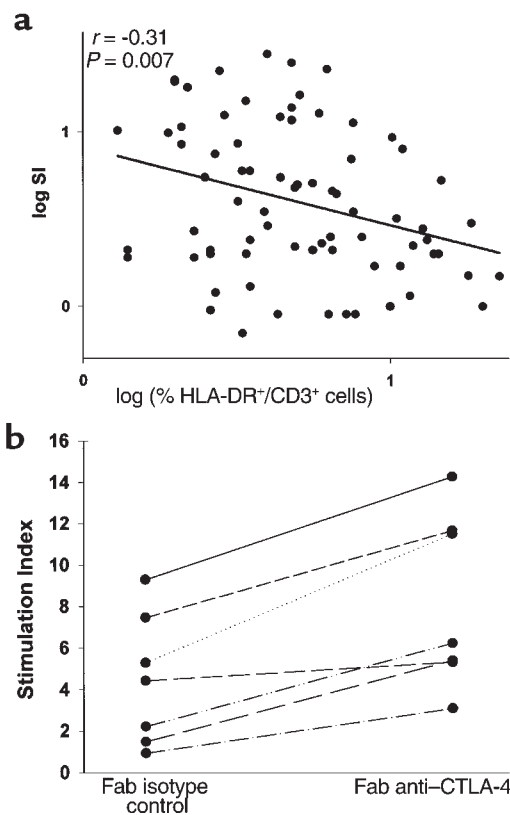 a
r = -0.31
P = 0.007
1
log SI
0
0
1
log (% HLA-DR⁺/CD3⁺ cells)
b
16
14
12
10
8
6
4
2
0
Stimulation Index
Fab isotype
control
Fab anti–CTLA-4